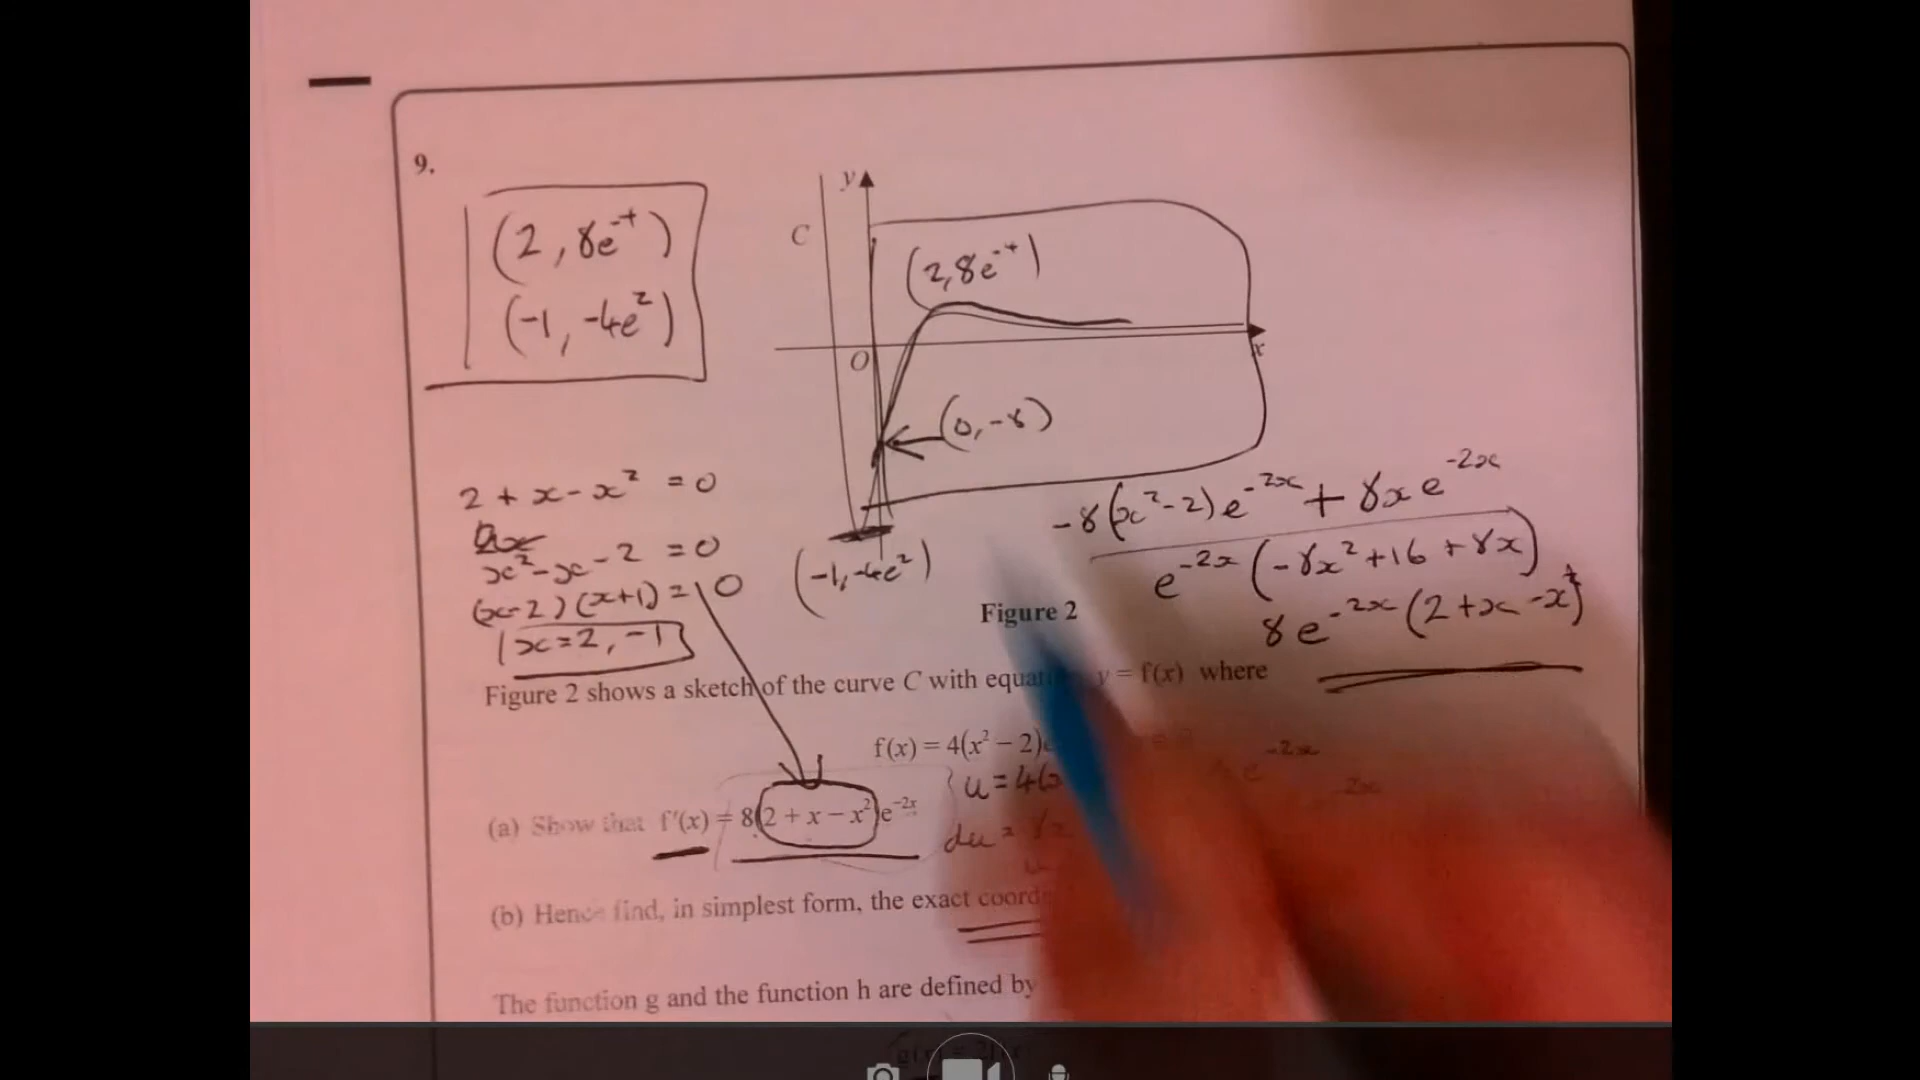 9.
(2, 8e⁻⁴)
(-1, -4e²)
y
C
(2, 8e⁻⁴)
O
x
(0, -8)
(-1, -4e²)
2 + x - x² = 0
x² - x - 2 = 0
(x-2)(x+1) = 0
x = 2, -1
-8(x²-2)e⁻²ˣ + 8xe⁻²ˣ
e⁻²ˣ(-8x² + 16 + 8x)
8e⁻²ˣ(2 + x - x²)
Figure 2
Figure 2 shows a sketch of the curve C with y = f(x) where
f(x) = 4(x² – 2)
u = 4
(a) Show that f′(x) = 8(2 + x – x²)e⁻²ˣ
du =
(b) Hence find, in simplest form, the exact
The function g and the function h are defined by